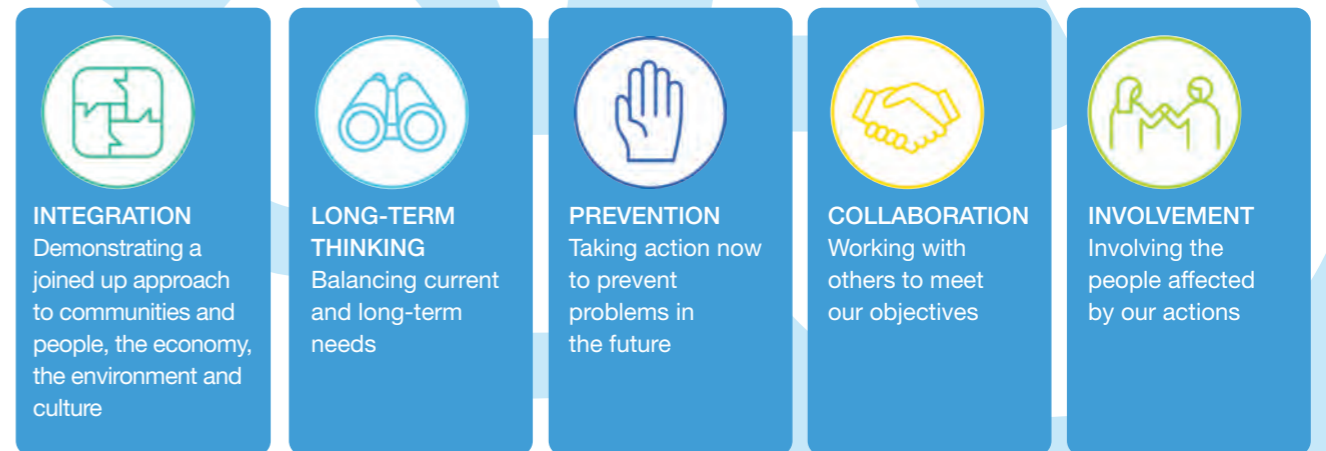 INTEGRATION
Demonstrating a
joined up approach
to communities and
people, the economy,
the environment and
culture
LONG-TERM
THINKING
Balancing current
and long-term
needs
PREVENTION
Taking action now
to prevent
problems in
the future
COLLABORATION
Working with
others to meet
our objectives
INVOLVEMENT
Involving the
people affected
by our actions